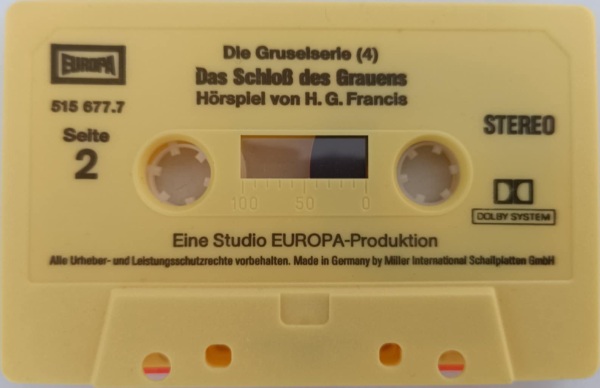 EUROPA
515 677.7
Seite
2
Die Gruselserie (4)
Das Schloß des Grauens
Hörspiel von H. G. Francis
STEREO
DOLBY SYSTEM
100 50 0
Eine Studio EUROPA-Produktion
Alle Urheber- und Leistungsschutzrechte vorbehalten. Made in Germany by Miller International Schallplatten GmbH